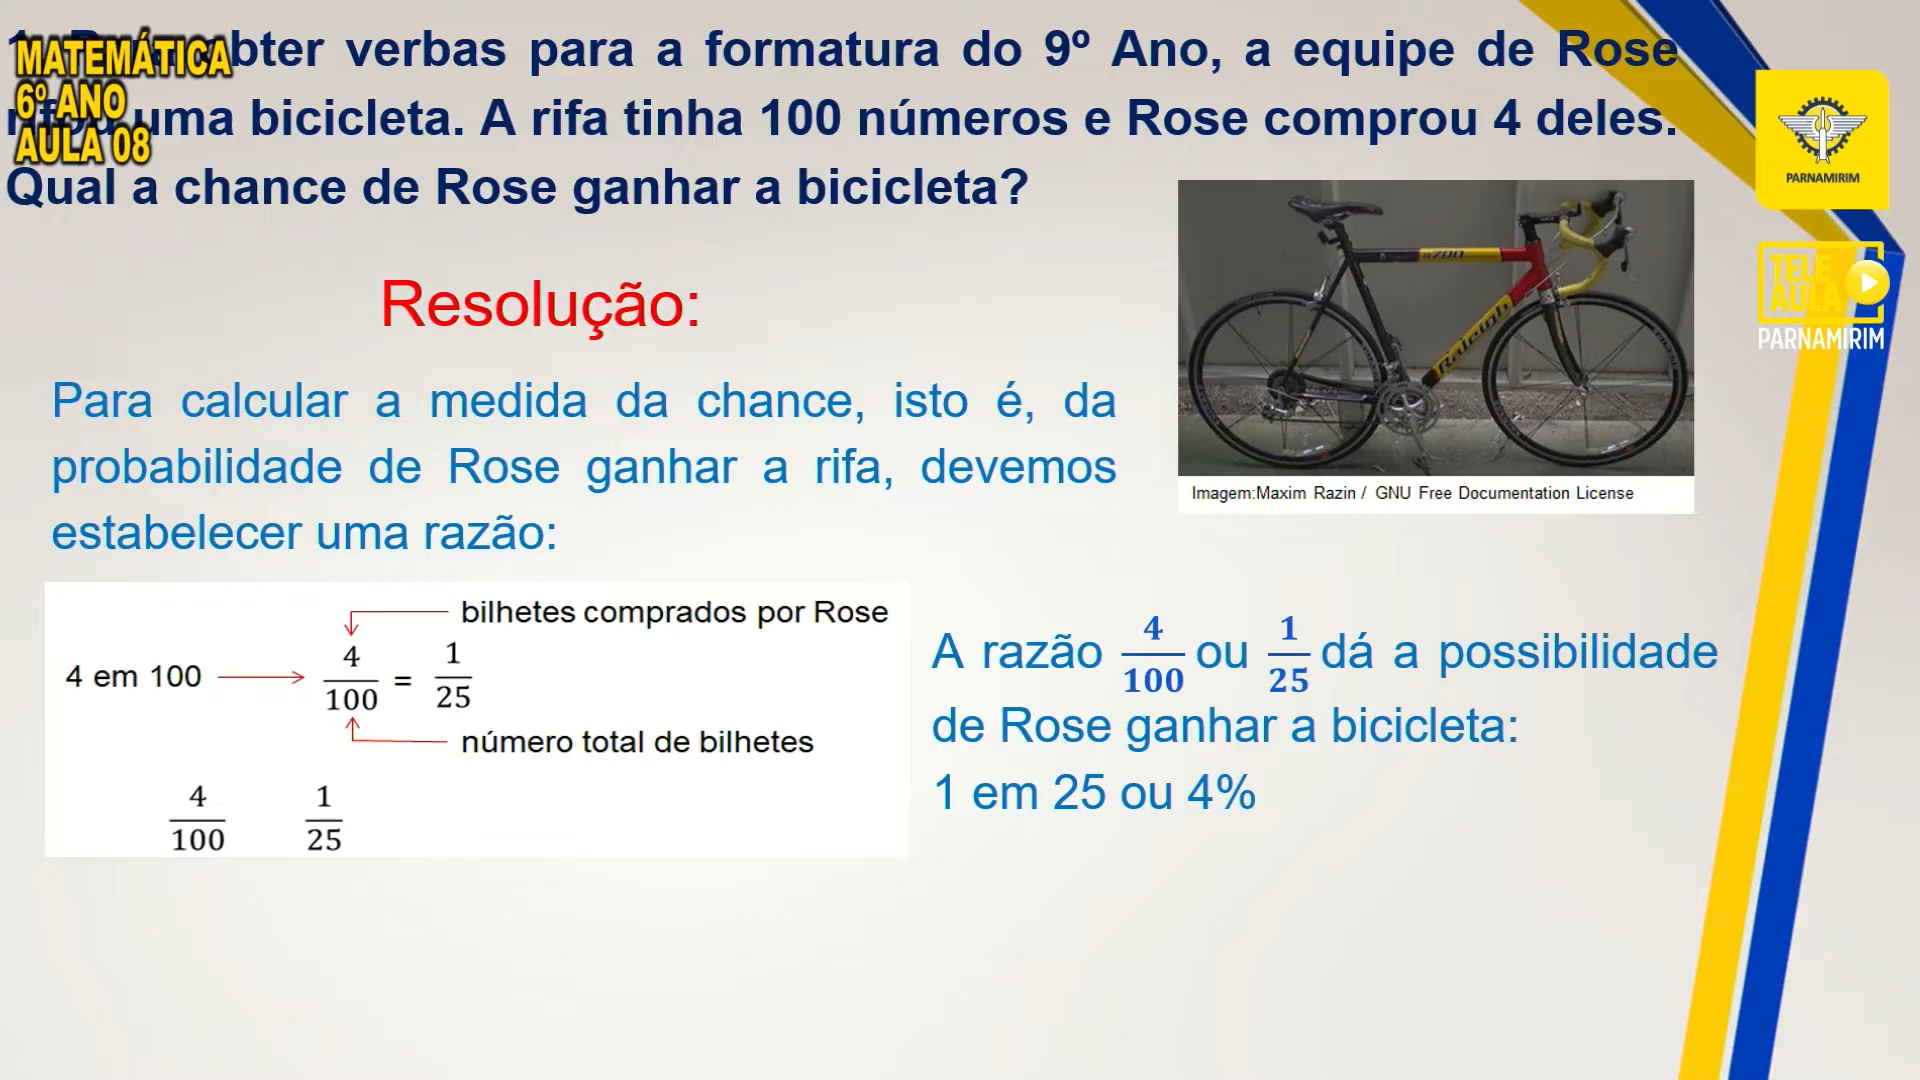 MATEMÁTICA
6º ANO
AULA 08
obter verbas para a formatura do 9º Ano, a equipe de Rose
uma bicicleta. A rifa tinha 100 números e Rose comprou 4 deles.
Qual a chance de Rose ganhar a bicicleta?
PARNAMIRIM
TELE
AULA
PARNAMIRIM
R700
Raleigh
Imagem:Maxim Razin / GNU Free Documentation License
Resolução:
Para calcular a medida da chance, isto é, da
probabilidade de Rose ganhar a rifa, devemos
estabelecer uma razão:
bilhetes comprados por Rose
4 em 100 4/100 = 1/25
número total de bilhetes
4/100 1/25
A razão 4/100 ou 1/25 dá a possibilidade
de Rose ganhar a bicicleta:
1 em 25 ou 4%